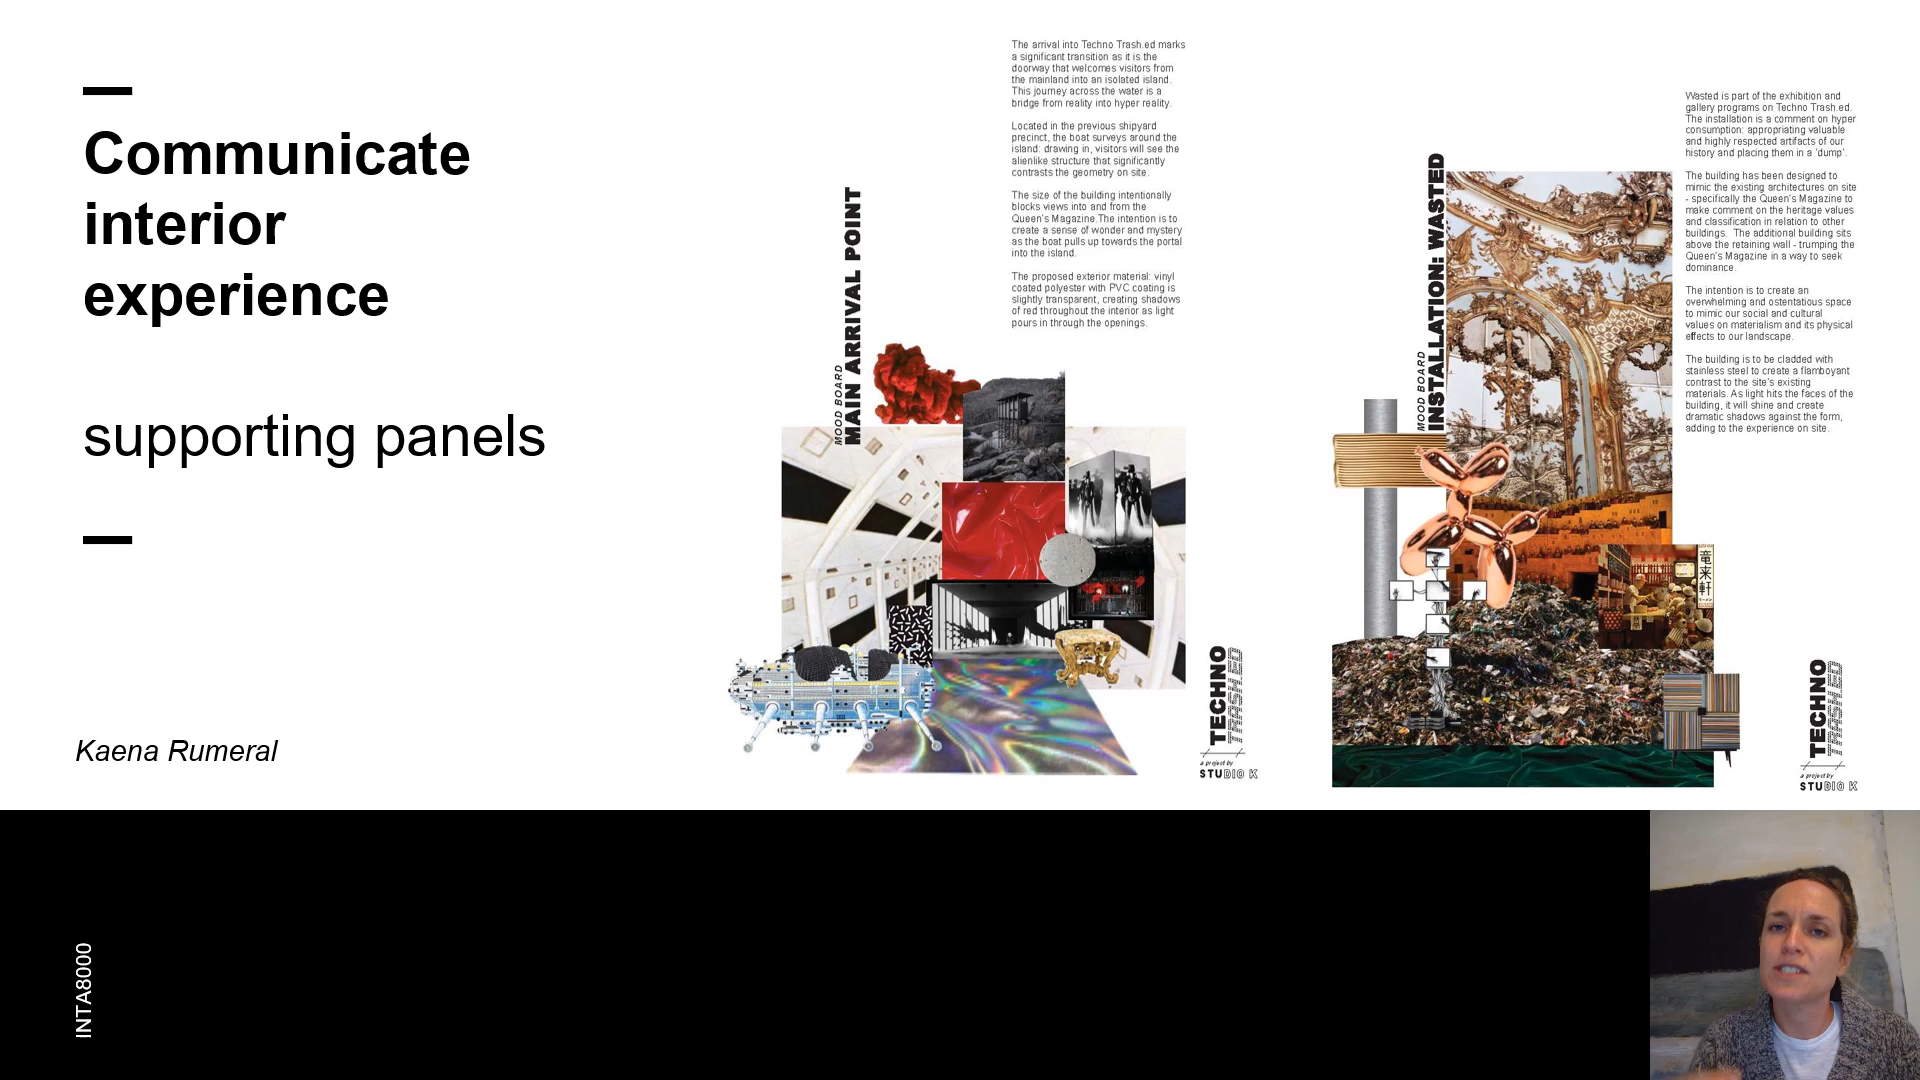 Communicate
interior
experience
supporting panels
Kaena Rumeral
INTA8000
MOOD BOARD
MAIN ARRIVAL POINT
The arrival into Techno Trash.ed marks
a significant transition as it is the
doorway that welcomes visitors from
the mainland into an isolated island.
This journey across the water is a
bridge from reality into hyper reality.
Located in the previous shipyard
precinct, the boat surveys around the
island: drawing in, visitors will see the
alienlike structure that significantly
contrasts the geometry on site.
The size of the building intentionally
blocks views into and from the
Queen's Magazine.The intention is to
create a sense of wonder and mystery
as the boat pulls up towards the portal
into the island.
The proposed exterior material: vinyl
coated polyester with PVC coating is
slightly transparent, creating shadows
of red throughout the interior as light
pours in through the openings.
TECHNO
a project by
STUDIO K
MOOD BOARD
INSTALLATION: WASTED
Wasted is part of the exhibition and
gallery programs on Techno Trash.ed.
The installation is a comment on hyper
consumption: appropriating valuable
and highly respected artifacts of our
history and placing them in a 'dump'.
The building has been designed to
mimic the existing architectures on site
- specifically the Queen's Magazine to
make comment on the heritage values
and classification in relation to other
buildings. The additional building sits
above the retaining wall - trumping the
Queen's Magazine in a way to seek
dominance.
The intention is to create an
overwhelming and ostentatious space
to mimic our social and cultural
values on materialism and its physical
effects to our landscape.
The building is to be cladded with
stainless steel to create a flamboyant
contrast to the site's existing
materials. As light hits the faces of the
building, it will shine and create
dramatic shadows against the form,
adding to the experience on site.
竜来軒
TECHNO
a project by
STUDIO K